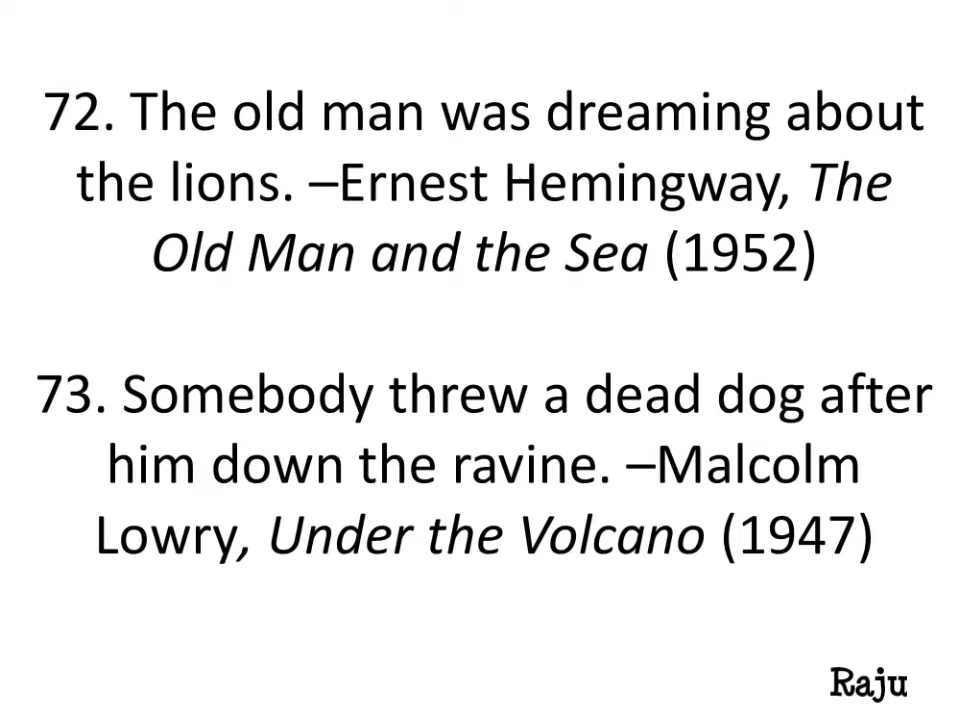 72. The old man was dreaming about
the lions. –Ernest Hemingway, The
Old Man and the Sea (1952)
73. Somebody threw a dead dog after
him down the ravine. –Malcolm
Lowry, Under the Volcano (1947)
Raju